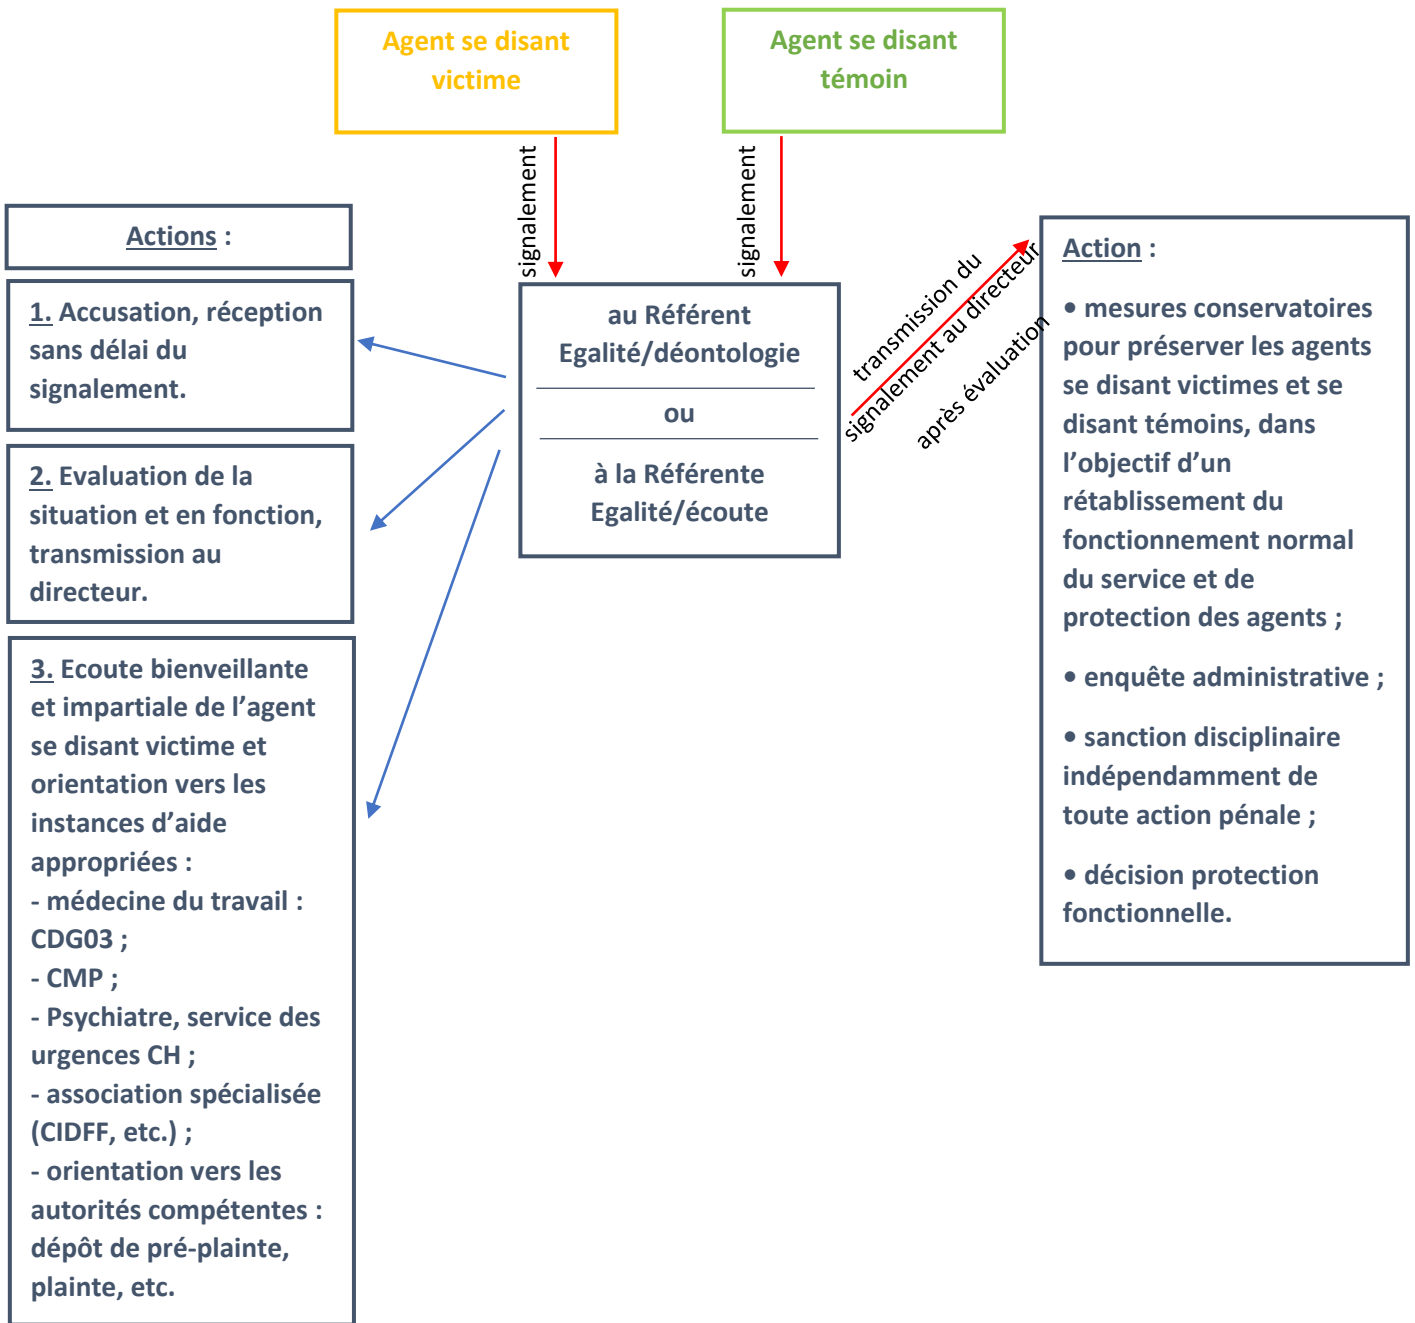 Agent se disant
victime
Agent se disant
témoin
signalement
signalement
Actions :
1. Accusation, réception
sans délai du
signalement.
2. Evaluation de la
situation et en fonction,
transmission au
directeur.
3. Ecoute bienveillante
et impartiale de l’agent
se disant victime et
orientation vers les
instances d’aide
appropriées :
- médecine du travail :
CDG03 ;
- CMP ;
- Psychiatre, service des
urgences CH ;
- association spécialisée
(CIDFF, etc.) ;
- orientation vers les
autorités compétentes :
dépôt de pré-plainte,
plainte, etc.
au Référent
Egalité/déontologie
ou
à la Référente
Egalité/écoute
transmission du
signalement au directeur
après évaluation
Action :
• mesures conservatoires
pour préserver les agents
se disant victimes et se
disant témoins, dans
l’objectif d’un
rétablissement du
fonctionnement normal
du service et de
protection des agents ;
• enquête administrative ;
• sanction disciplinaire
indépendamment de
toute action pénale ;
• décision protection
fonctionnelle.